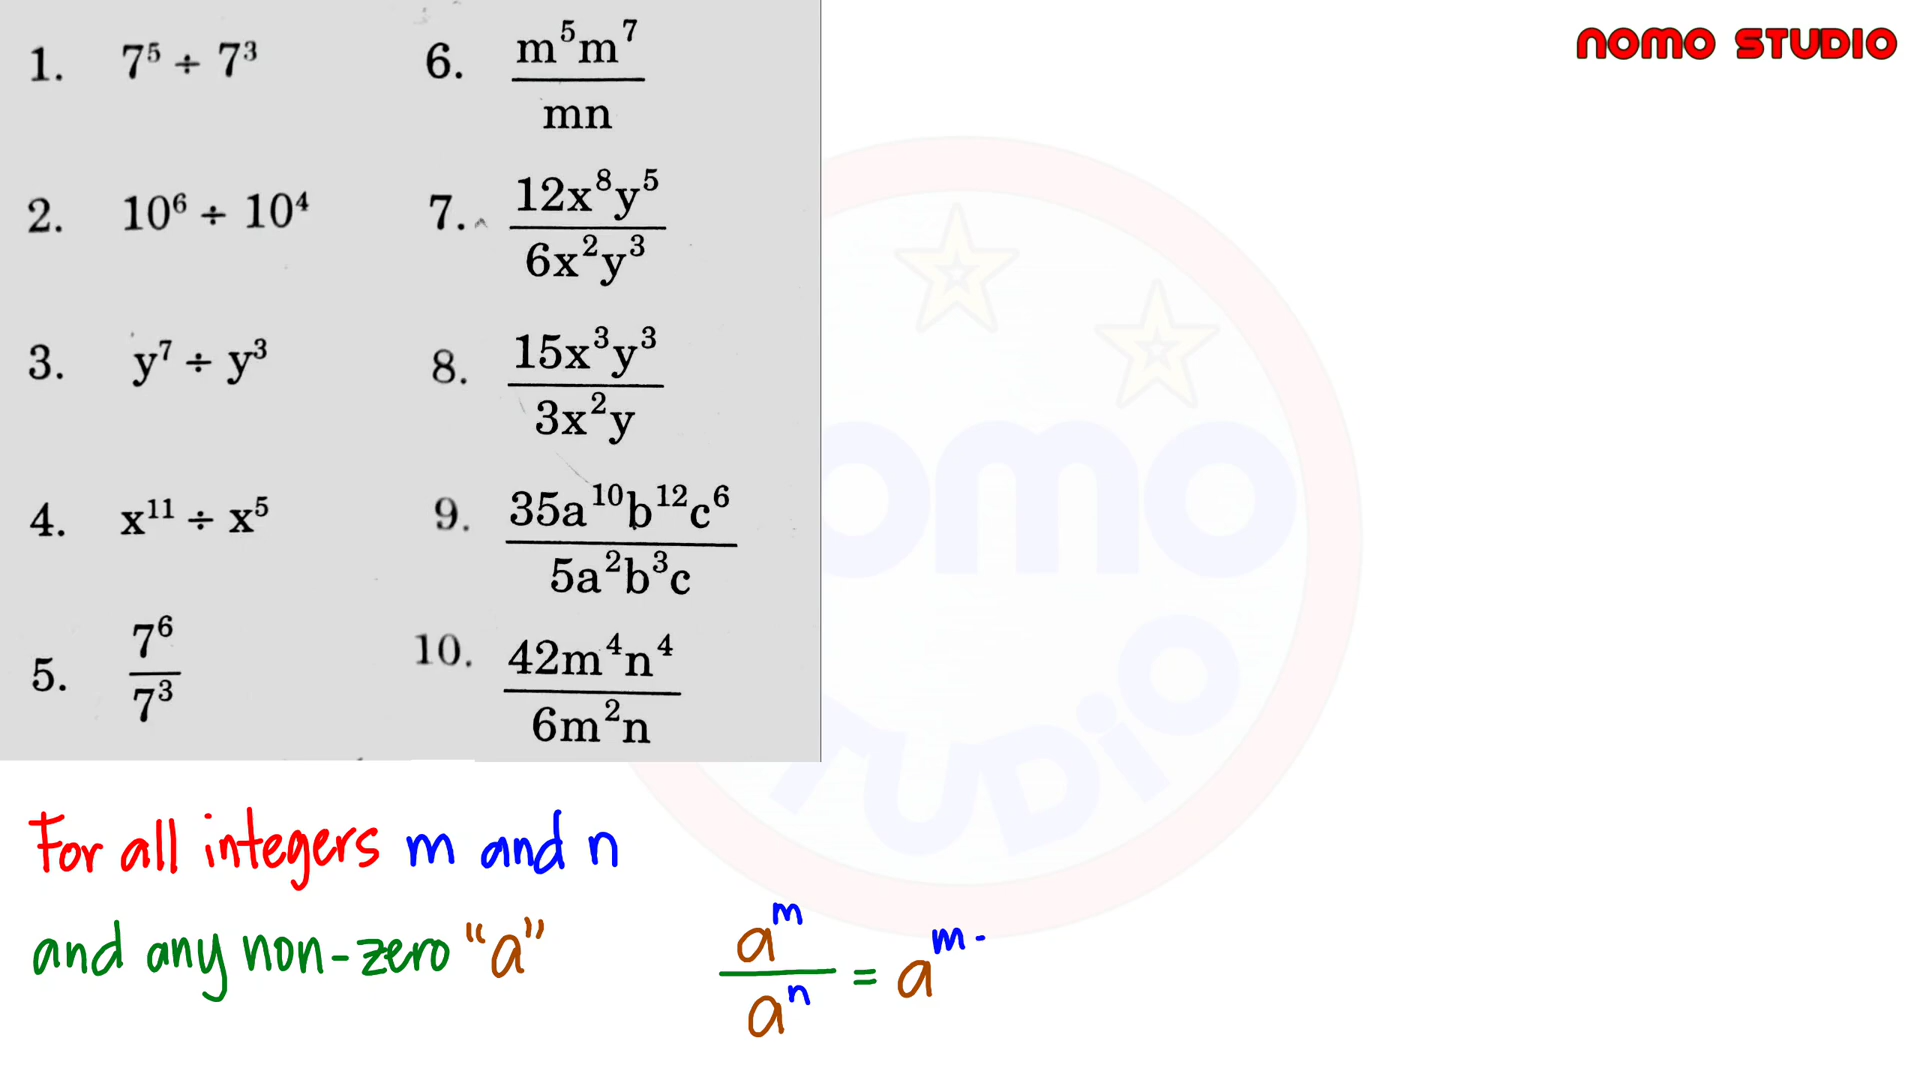 NOMO STUDIO
1. 7⁵ ÷ 7³
2. 10⁶ ÷ 10⁴
3. y⁷ ÷ y³
4. x¹¹ ÷ x⁵
5. 7⁶
7³
6. m⁵m⁷
mn
7. 12x⁸y⁵
6x²y³
8. 15x³y³
3x²y
9. 35a¹⁰b¹²c⁶
5a²b³c
10. 42m⁴n⁴
6m²n
For all integers m and n
and any non-zero "a"
aᵐ
aⁿ
= aᵐ⁻
nomo
STUDiO